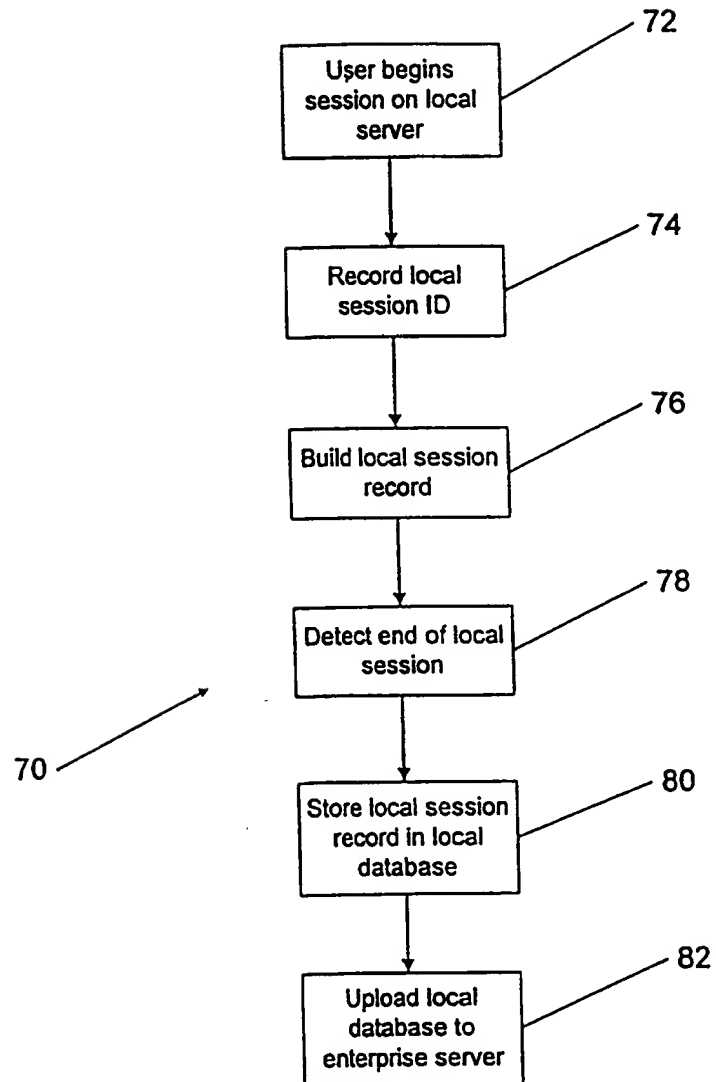 72
User begins
session on local
server
74
Record local
session ID
76
Build local session
record
78
Detect end of local
session
70
80
Store local session
record in local
database
82
Upload local
database to
enterprise server